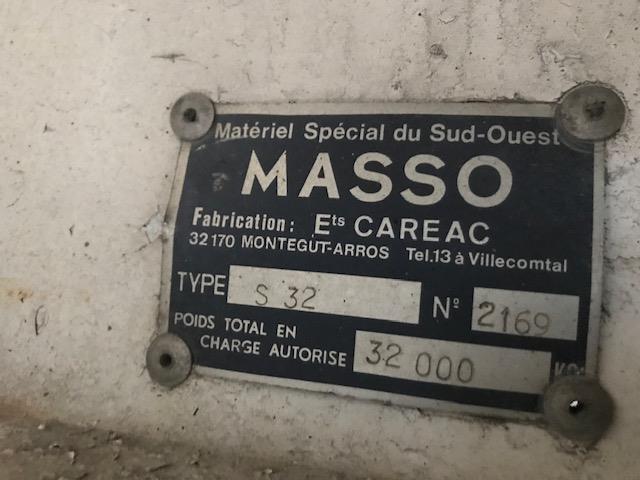 Matériel Spécial du Sud-Ouest
MASSO
Fabrication: Ets CAREAC
32170 MONTEGUT-ARROS Tel.13 à Villecomtal
TYPE S 32 N° 2169
POIDS TOTAL EN
CHARGE AUTORISE 32 000